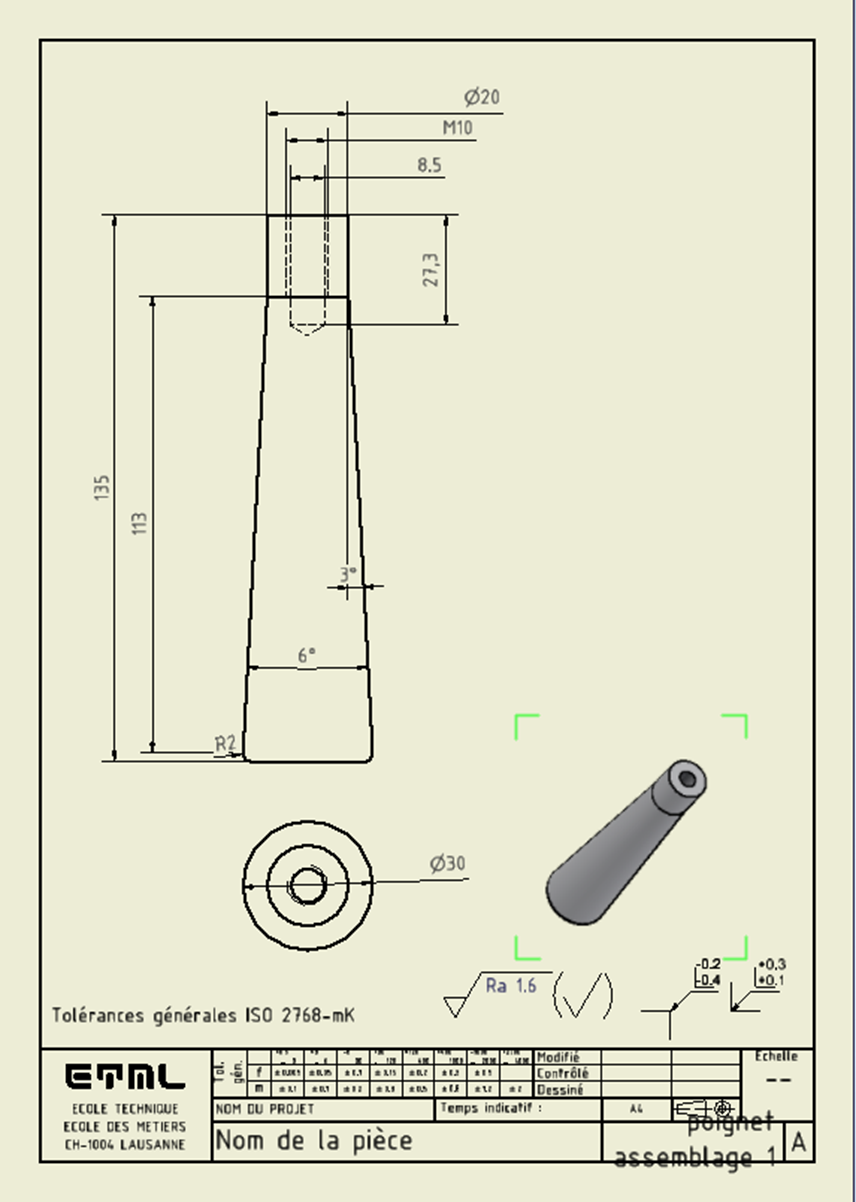 Ø20
M10
8.5
27,3
135
113
3°
6°
R2
Ø30
Ra 1.6
-0.2
-0.4
+0.3
+0.1
Tolérances générales ISO 2768-mK
ETML
ECOLE TECHNIQUE
ECOLE DES METIERS
CH-1004 LAUSANNE
Tol. gén.
f
m
Modifié
Contrôlé
Dessiné
Echelle
--
NOM DU PROJET
Temps indicatif :
A4
Nom de la pièce
poignet
assemblage 1
A